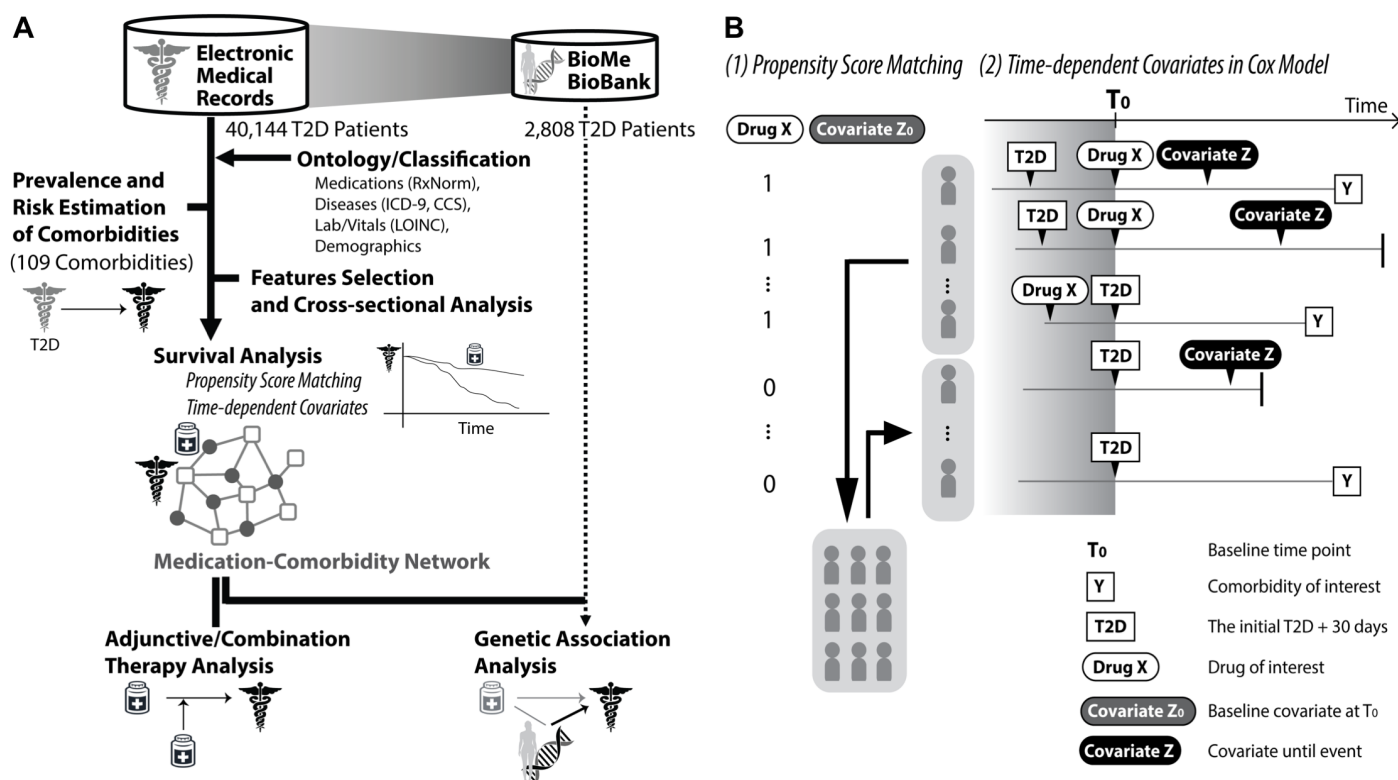 A
Electronic
Medical
Records
BioMe
BioBank
40,144 T2D Patients
2,808 T2D Patients
Ontology/Classification
Medications (RxNorm),
Diseases (ICD-9, CCS),
Lab/Vitals (LOINC),
Demographics
Prevalence and
Risk Estimation
of Comorbidities
(109 Comorbidities)
T2D
Features Selection
and Cross-sectional Analysis
Survival Analysis
Propensity Score Matching
Time-dependent Covariates
Time
Medication-Comorbidity Network
Adjunctive/Combination
Therapy Analysis
Genetic Association
Analysis
B
(1) Propensity Score Matching
(2) Time-dependent Covariates in Cox Model
T0
Time
Drug X
Covariate Z0
1
T2D
Drug X
Covariate Z
Y
1
T2D
Drug X
Covariate Z
⋮
⋮
1
Drug X
T2D
Y
0
T2D
Covariate Z
⋮
⋮
0
T2D
Y
T0 Baseline time point
Y Comorbidity of interest
T2D The initial T2D + 30 days
Drug X Drug of interest
Covariate Z0 Baseline covariate at T0
Covariate Z Covariate until event